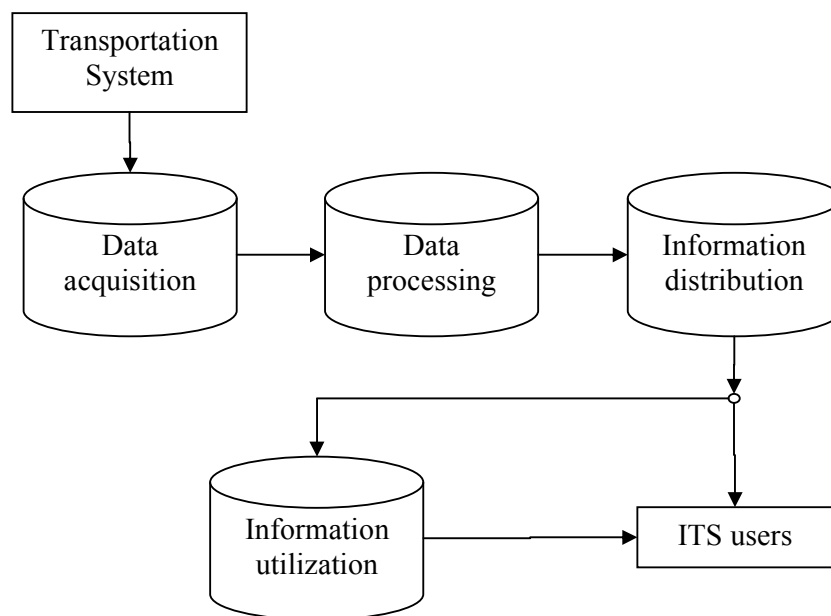 Transportation
System
Data
acquisition
Data
processing
Information
distribution
Information
utilization
ITS users